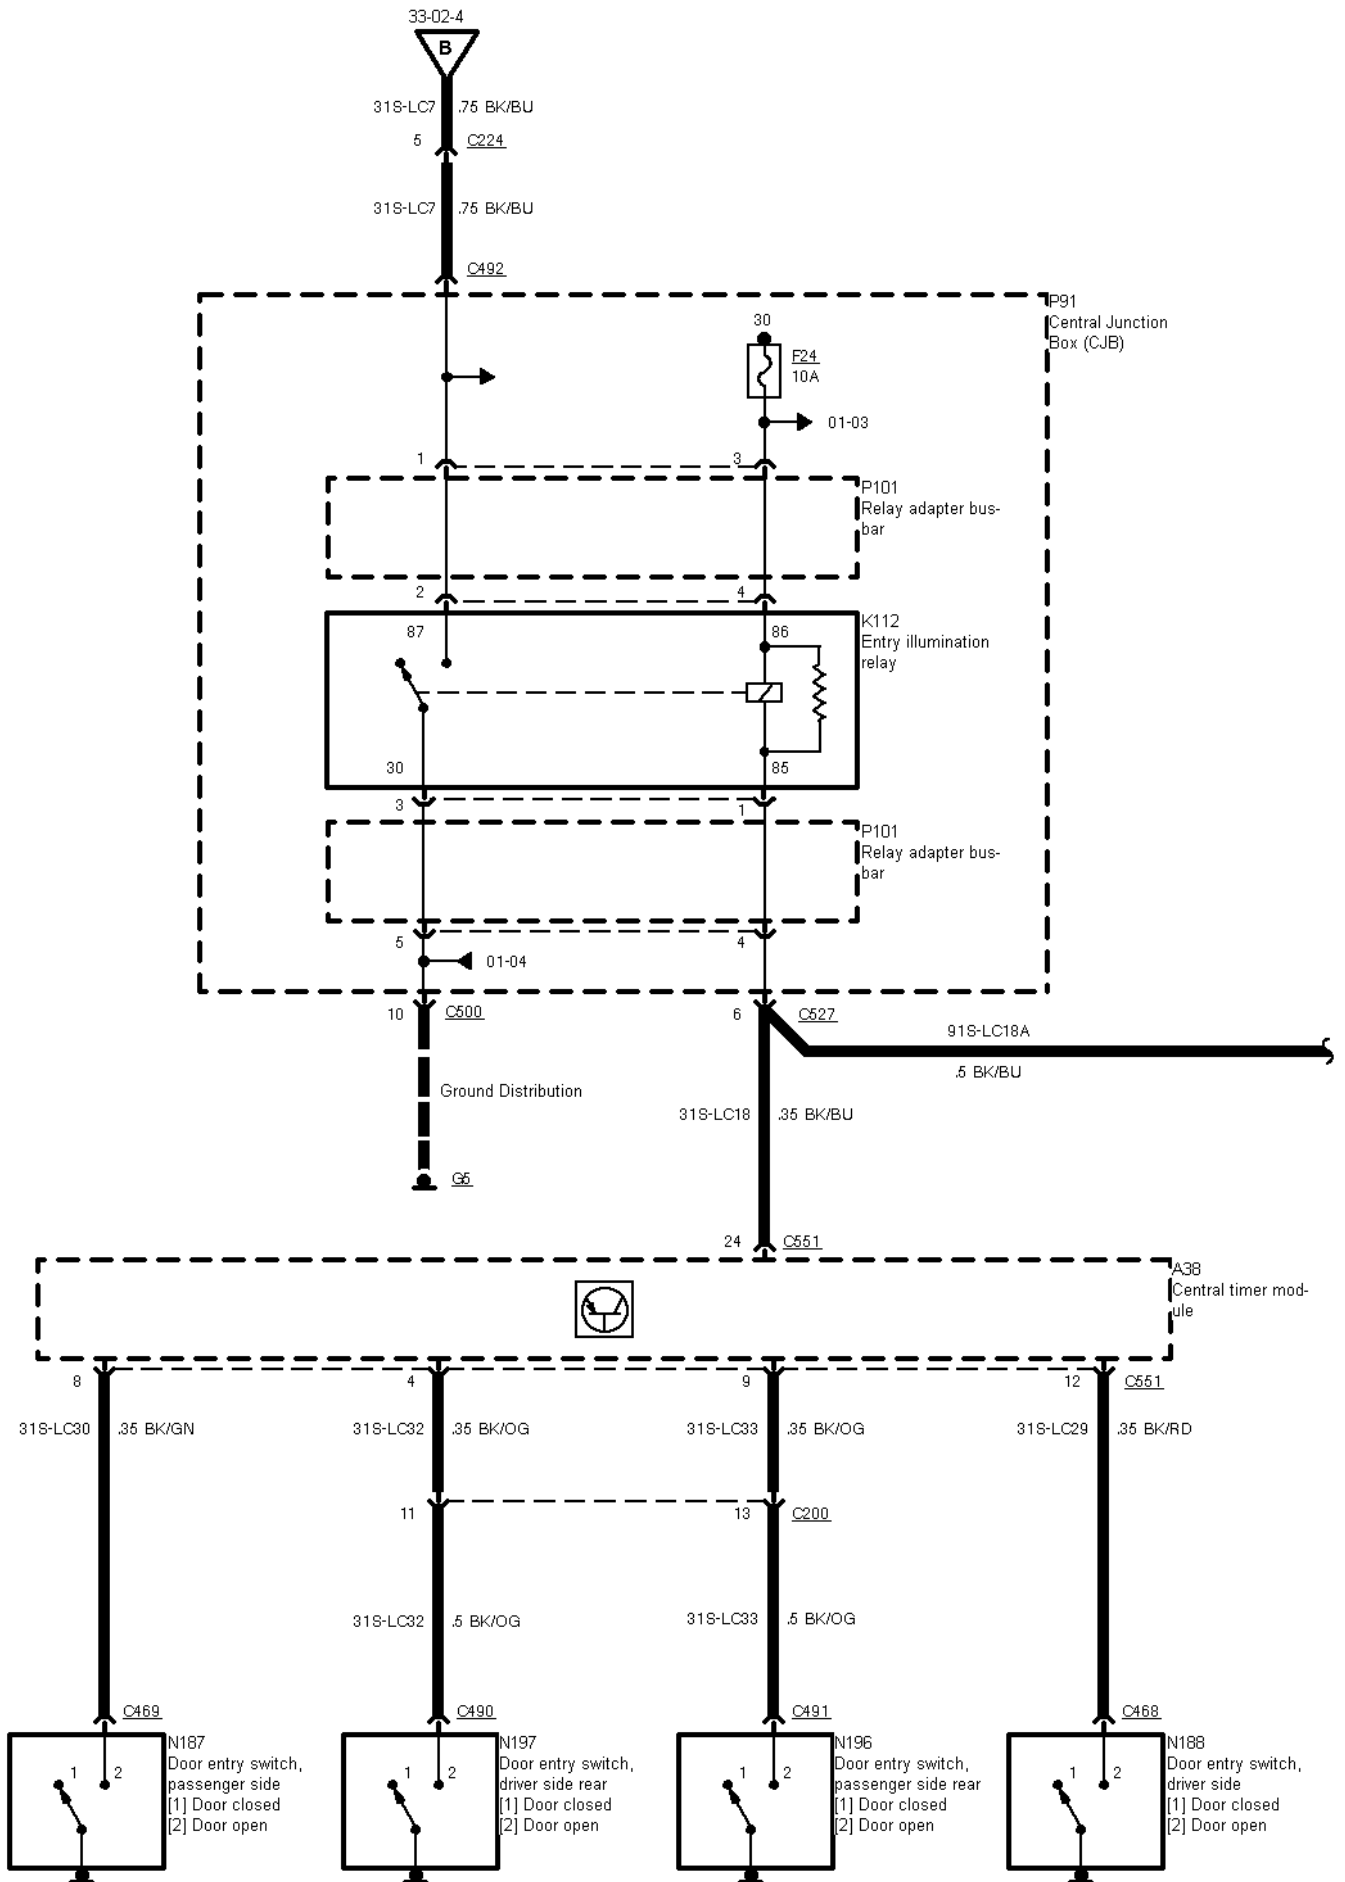 33-02-4
B
31S-LC7 .75 BK/BU
5 C224
31S-LC7 .75 BK/BU
C492
P91
Central Junction
Box (CJB)
30
F24
10A
01-03
1 3
P101
Relay adapter bus-
bar
2 4
K112
Entry illumination
relay
87 86
30 85
3 1
P101
Relay adapter bus-
bar
5 4
01-04
10 C500 6 C527
91S-LC18A
.5 BK/BU
Ground Distribution
31S-LC18 .35 BK/BU
G5
24 C551
A38
Central timer mod-
ule
8 4 9 12 C551
31S-LC30 .35 BK/GN 31S-LC32 .35 BK/OG 31S-LC33 .35 BK/OG 31S-LC29 .35 BK/RD
11 13 C200
31S-LC32 .5 BK/OG 31S-LC33 .5 BK/OG
C469 C490 C491 C468
1 2
N187
Door entry switch,
passenger side
[1] Door closed
[2] Door open
1 2
N197
Door entry switch,
driver side rear
[1] Door closed
[2] Door open
1 2
N196
Door entry switch,
passenger side rear
[1] Door closed
[2] Door open
1 2
N188
Door entry switch,
driver side
[1] Door closed
[2] Door open